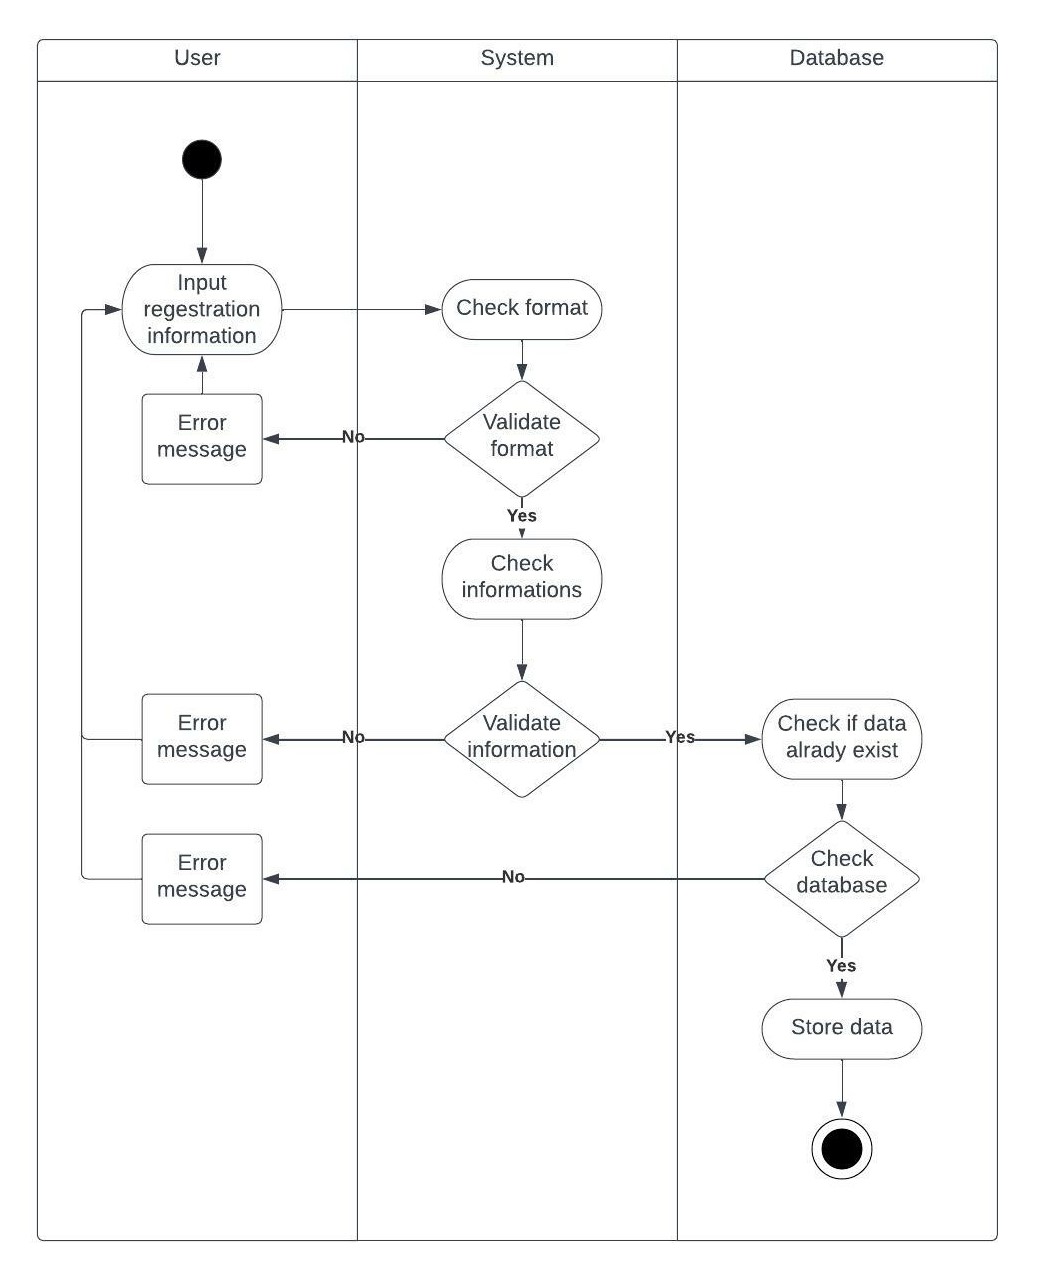 User
System
Database
Input
regestration
information
Check format
Error
message
No
Validate
format
Yes
Check
informations
Error
message
No
Validate
information
Yes
Check if data
alrady exist
Error
message
No
Check
database
Yes
Store data